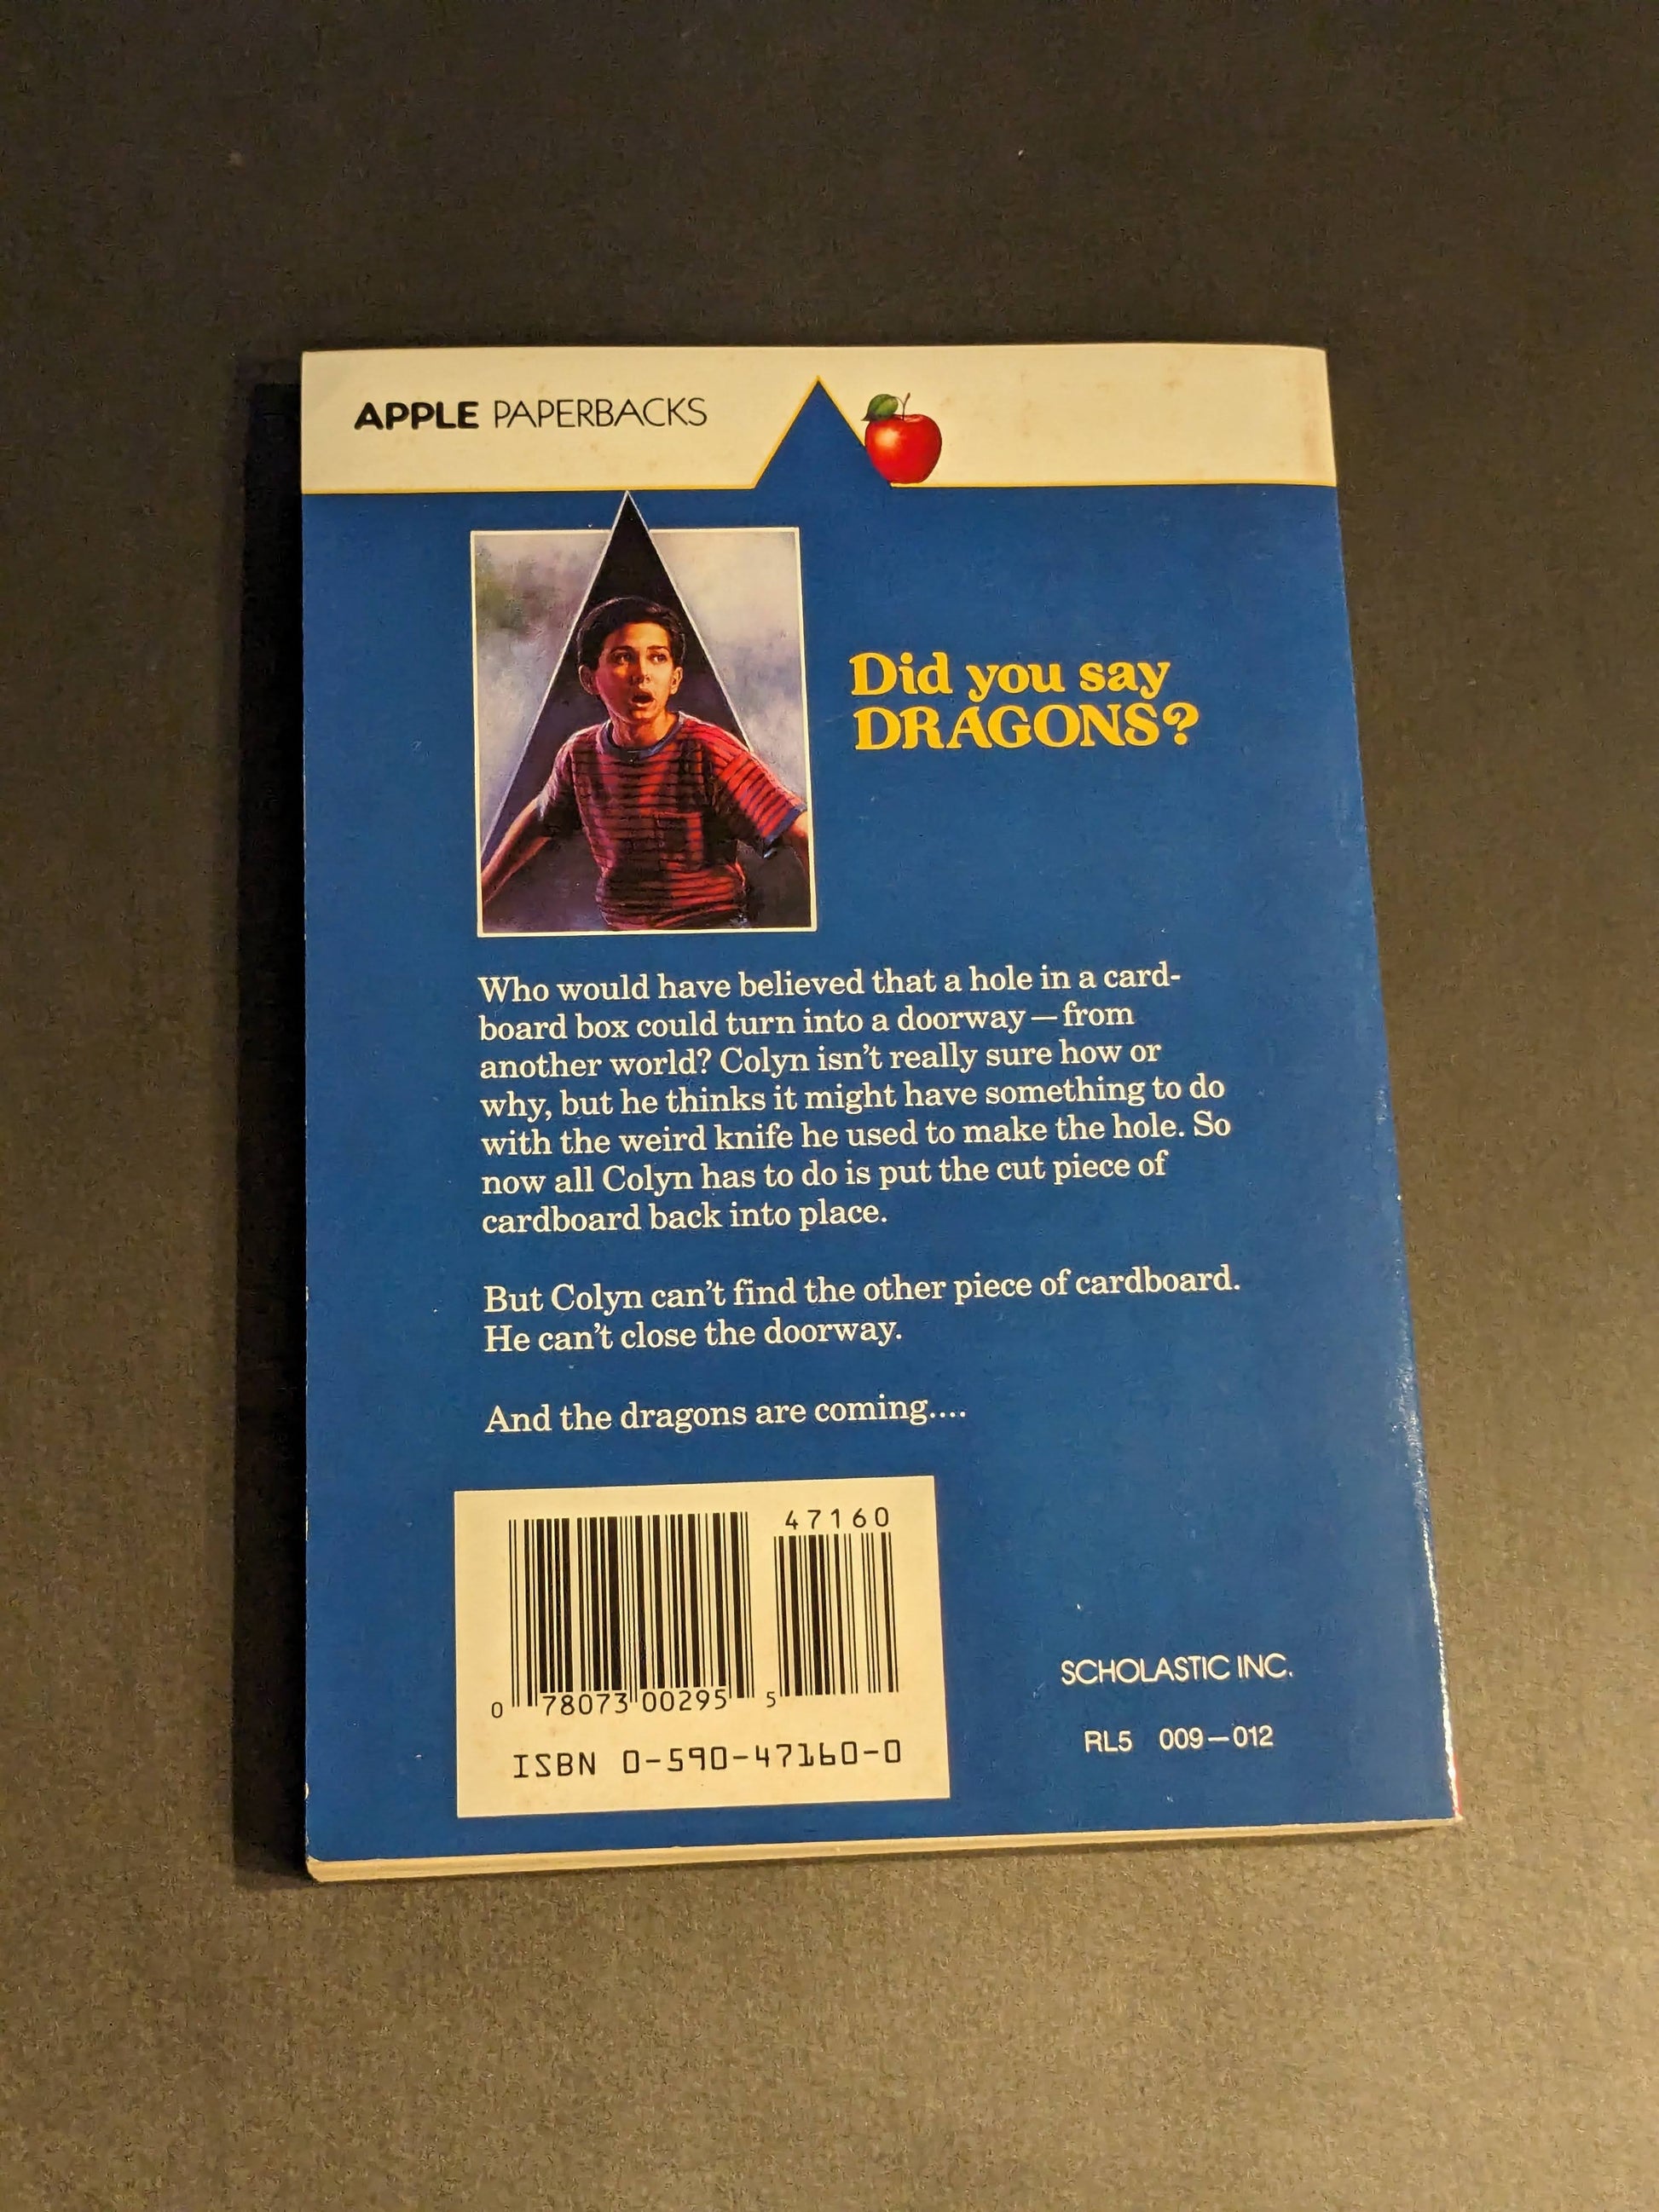 APPLE PAPERBACKS
Did you say
DRAGONS?
Who would have believed that a hole in a card-
board box could turn into a doorway—from
another world? Colyn isn't really sure how or
why, but he thinks it might have something to do
with the weird knife he used to make the hole. So
now all Colyn has to do is put the cut piece of
cardboard back into place.
But Colyn can't find the other piece of cardboard.
He can't close the doorway.
And the dragons are coming....
47160
0 78073 00295 5
ISBN 0-590-47160-0
SCHOLASTIC INC.
RL5 009—012